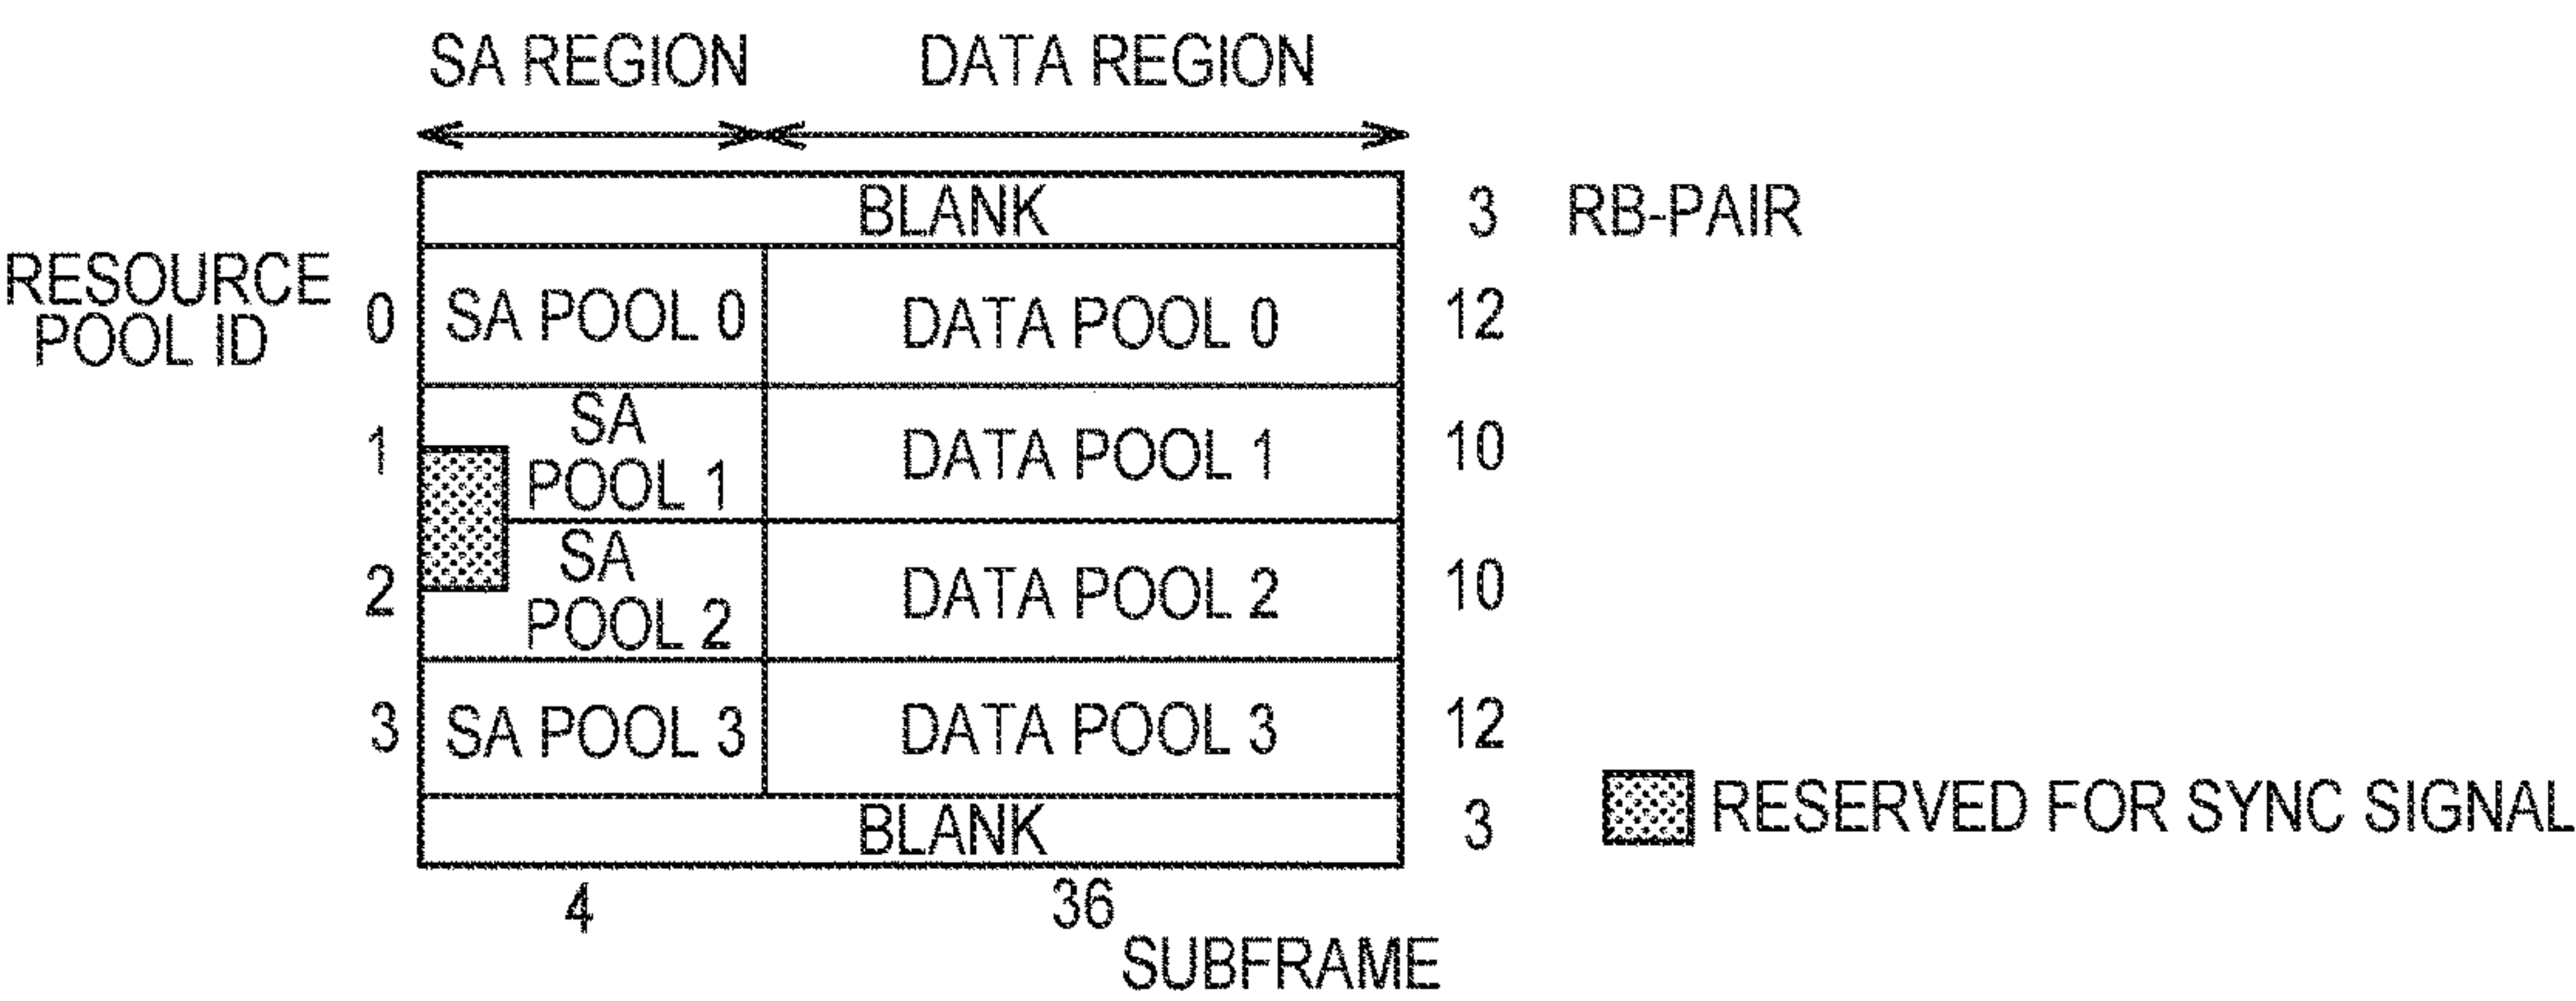 SA REGION DATA REGION
BLANK 3 RB-PAIR
RESOURCE
POOL ID
0 SA POOL 0 DATA POOL 0 12
1 SA
POOL 1 DATA POOL 1 10
2 SA
POOL 2 DATA POOL 2 10
3 SA POOL 3 DATA POOL 3 12
BLANK 3
RESERVED FOR SYNC SIGNAL
4 36
SUBFRAME